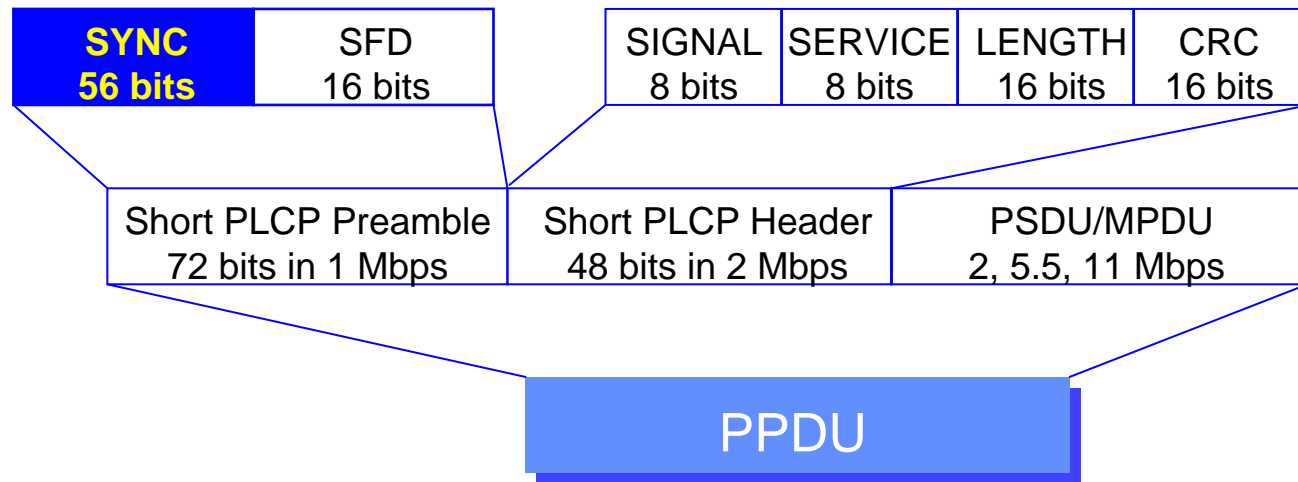 SYNC
56 bits
SFD
16 bits
SIGNAL
8 bits
SERVICE
8 bits
LENGTH
16 bits
CRC
16 bits
Short PLCP Preamble
72 bits in 1 Mbps
Short PLCP Header
48 bits in 2 Mbps
PSDU/MPDU
2, 5.5, 11 Mbps
PPDU